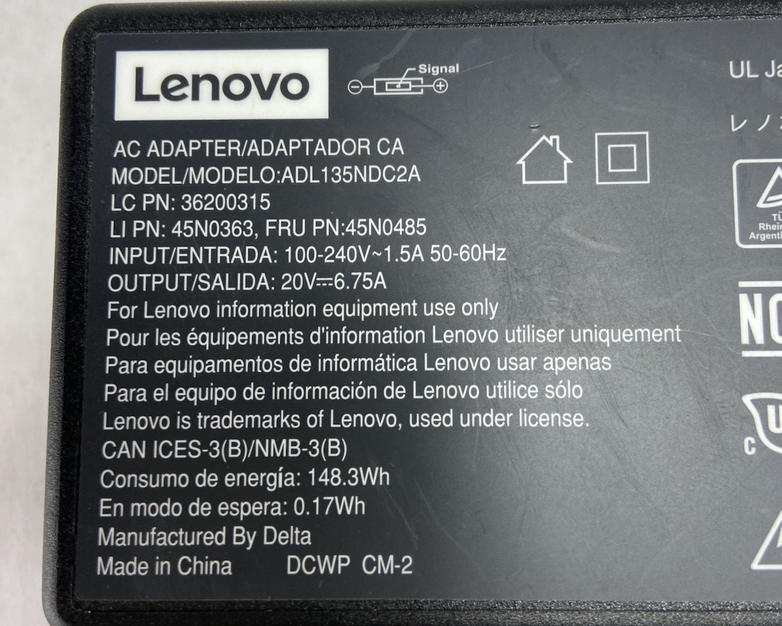 Lenovo
Signal
AC ADAPTER/ADAPTADOR CA
MODEL/MODELO:ADL135NDC2A
LC PN: 36200315
LI PN: 45N0363, FRU PN:45N0485
INPUT/ENTRADA: 100-240V~1.5A 50-60Hz
OUTPUT/SALIDA: 20V⎓6.75A
For Lenovo information equipment use only
Pour les équipements d'information Lenovo utiliser uniquement
Para equipamentos de informática Lenovo usar apenas
Para el equipo de información de Lenovo utilice sólo
Lenovo is trademarks of Lenovo, used under license.
CAN ICES-3(B)/NMB-3(B)
Consumo de energía: 148.3Wh
En modo de espera: 0.17Wh
Manufactured By Delta
Made in China DCWP CM-2
UL
レノ